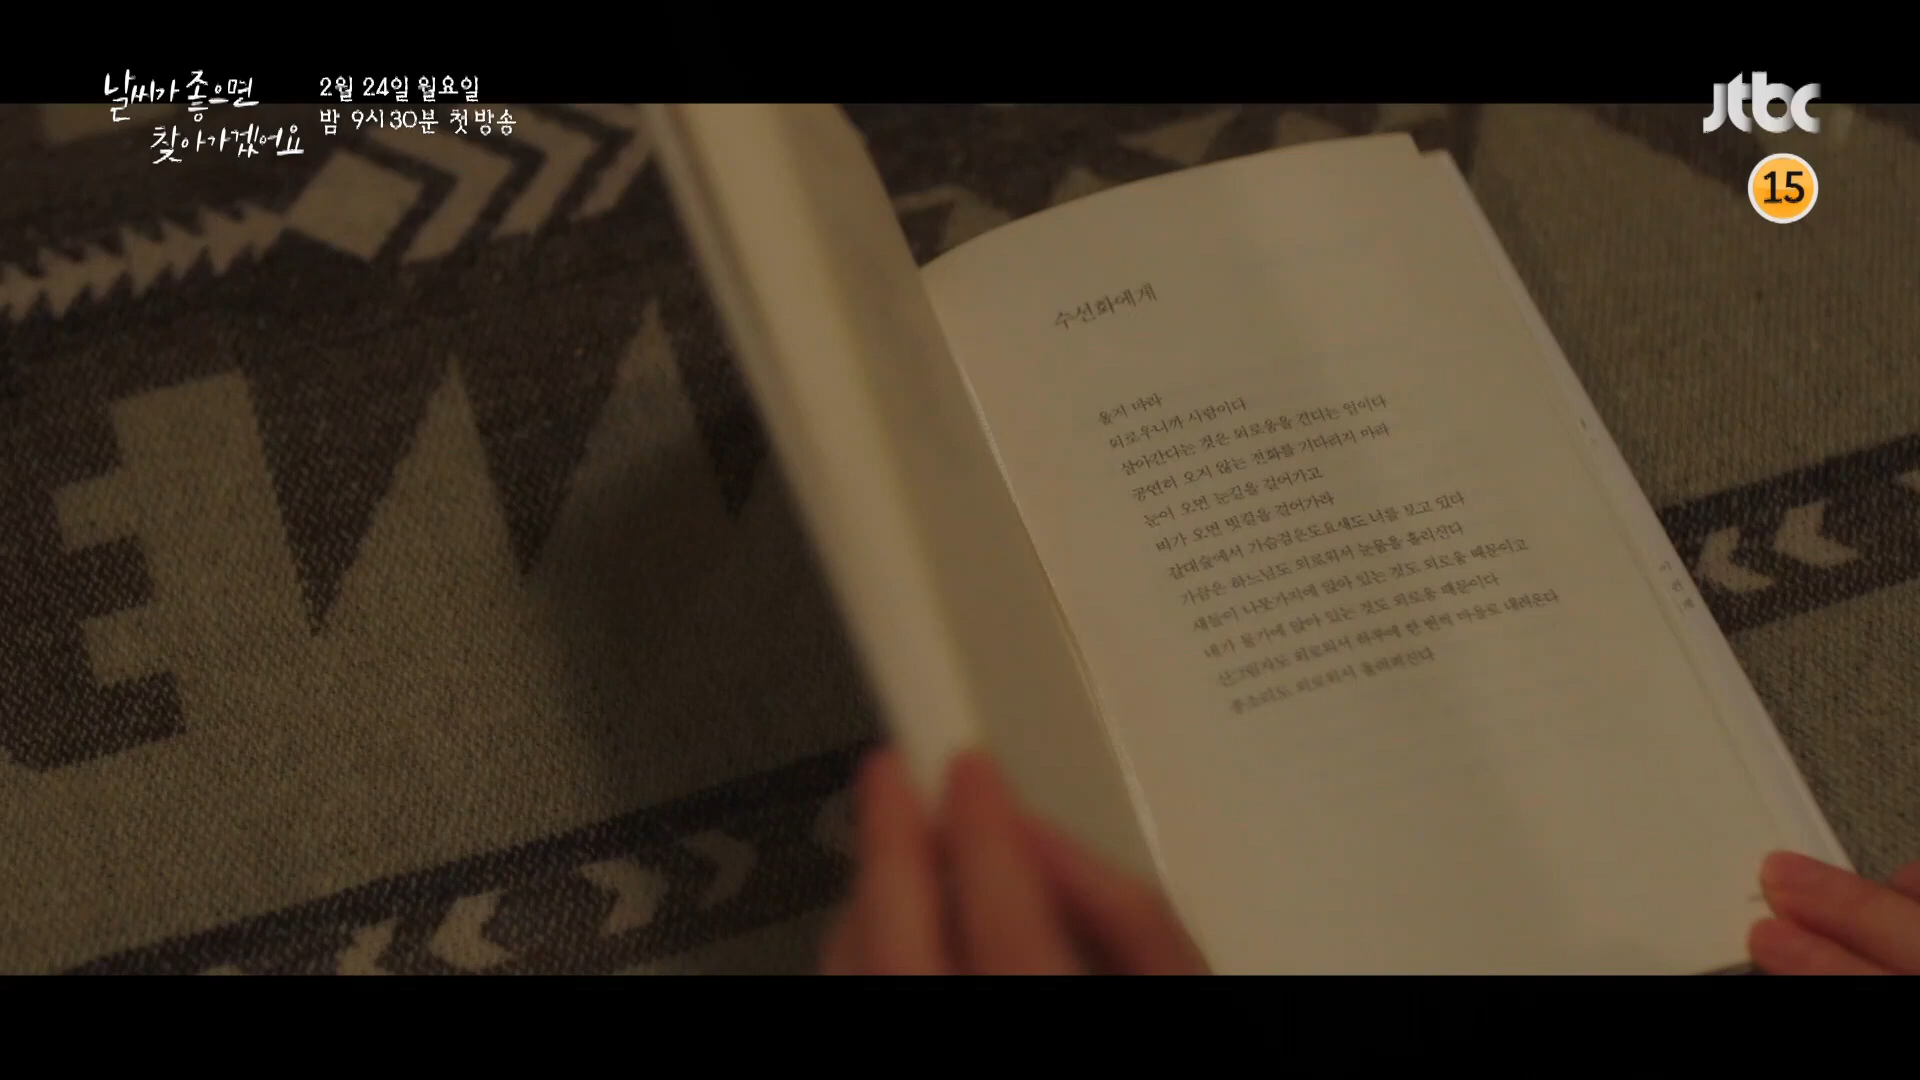 날씨가 좋으면
찾아가겠어요
2월 24일 월요일
밤 9시30분 첫방송
jtbc
15
수선화에게
울지 마라
외로우니까 사람이다
살아간다는 것은 외로움을 견디는 일이다
공연히 오지 않는 전화를 기다리지 마라
눈이 오면 눈길을 걸어가고
비가 오면 빗길을 걸어가라
갈대숲에서 가슴검은도요새도 너를 보고 있다
가끔은 하느님도 외로워서 눈물을 흘리신다
새들이 나뭇가지에 앉아 있는 것도 외로움 때문이고
네가 물가에 앉아 있는 것도 외로움 때문이다
산그림자도 외로워서 하루에 한 번씩 마을로 내려온다
종소리도 외로워서 울려퍼진다